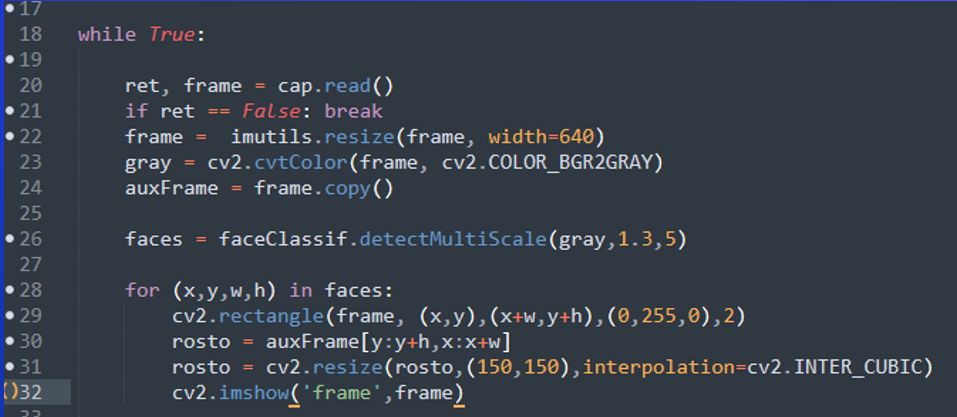 17
18 while True:
19
20 ret, frame = cap.read()
21 if ret == False: break
22 frame =  imutils.resize(frame, width=640)
23 gray = cv2.cvtColor(frame, cv2.COLOR_BGR2GRAY)
24 auxFrame = frame.copy()
25
26 faces = faceClassif.detectMultiScale(gray,1.3,5)
27
28 for (x,y,w,h) in faces:
29 cv2.rectangle(frame, (x,y),(x+w,y+h),(0,255,0),2)
30 rosto = auxFrame[y:y+h,x:x+w]
31 rosto = cv2.resize(rosto,(150,150),interpolation=cv2.INTER_CUBIC)
()32 cv2.imshow('frame',frame)
33